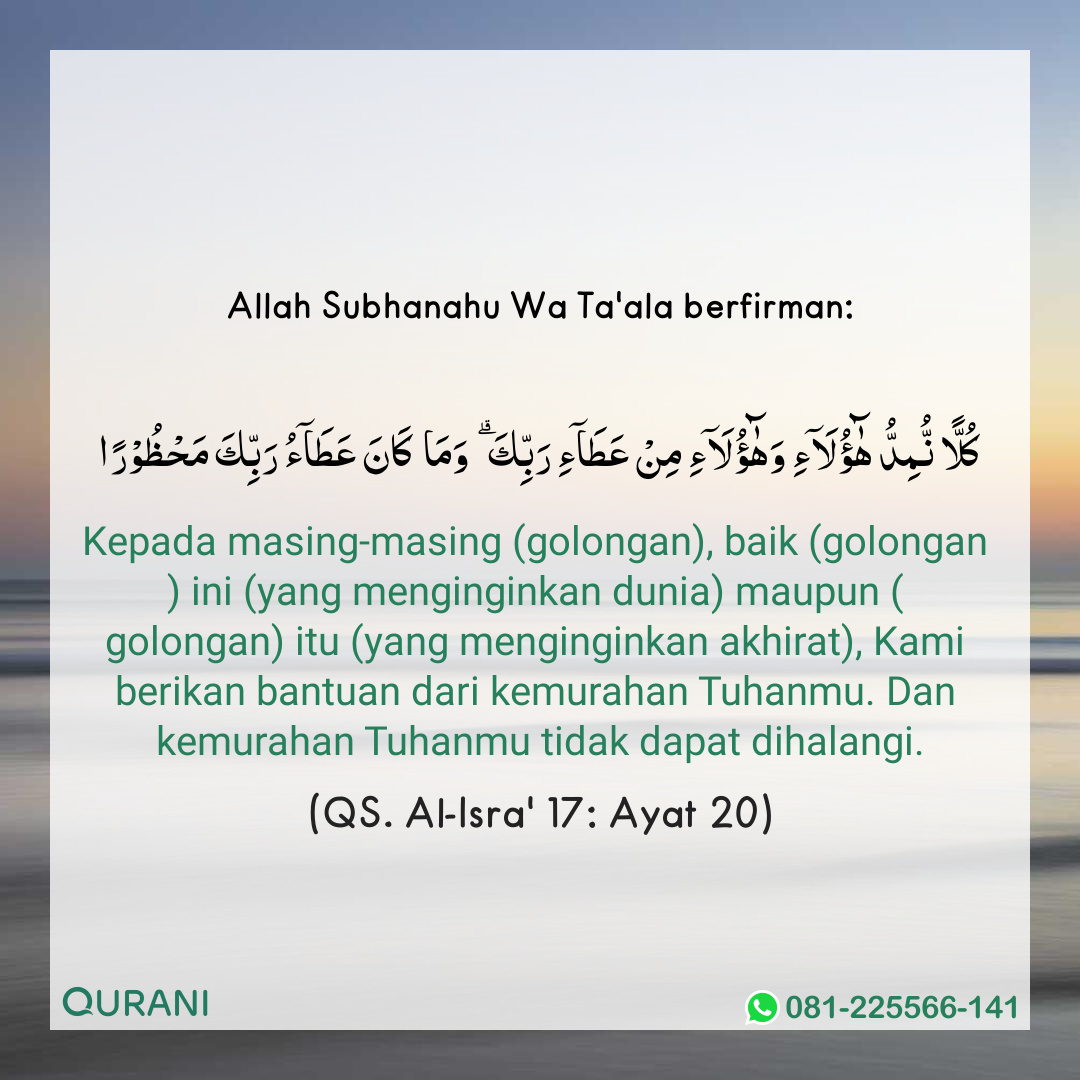 Allah Subhanahu Wa Ta'ala berfirman:
كُلًّا نُّمِدُّ هٰٓؤُلَآءِ وَهٰٓؤُلَآءِ مِنْ عَطَآءِ رَبِّكَ ۗ وَمَا كَانَ عَطَآءُ رَبِّكَ مَحْظُوْرًا
Kepada masing-masing (golongan), baik (golongan
) ini (yang menginginkan dunia) maupun (
golongan) itu (yang menginginkan akhirat), Kami
berikan bantuan dari kemurahan Tuhanmu. Dan
kemurahan Tuhanmu tidak dapat dihalangi.
(QS. Al-Isra' 17: Ayat 20)
QURANI
081-225566-141